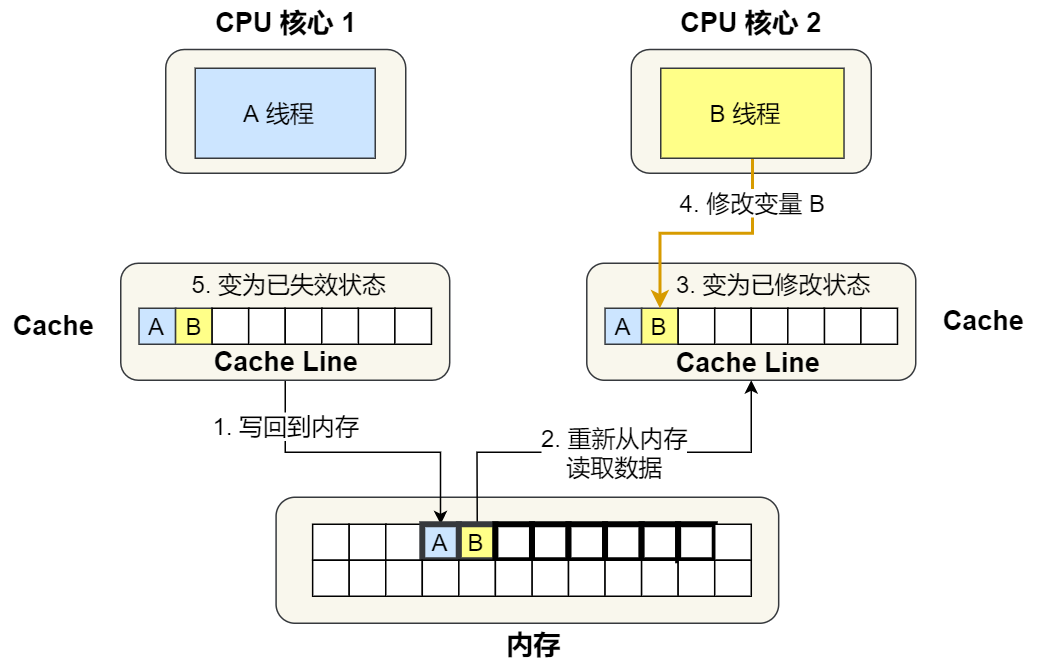 CPU 核心 1
CPU 核心 2
A 线程
B 线程
4. 修改变量 B
5. 变为已失效状态
3. 变为已修改状态
Cache
A B
A B
Cache
Cache Line
Cache Line
1. 写回到内存
2. 重新从内存
读取数据
A B
内存